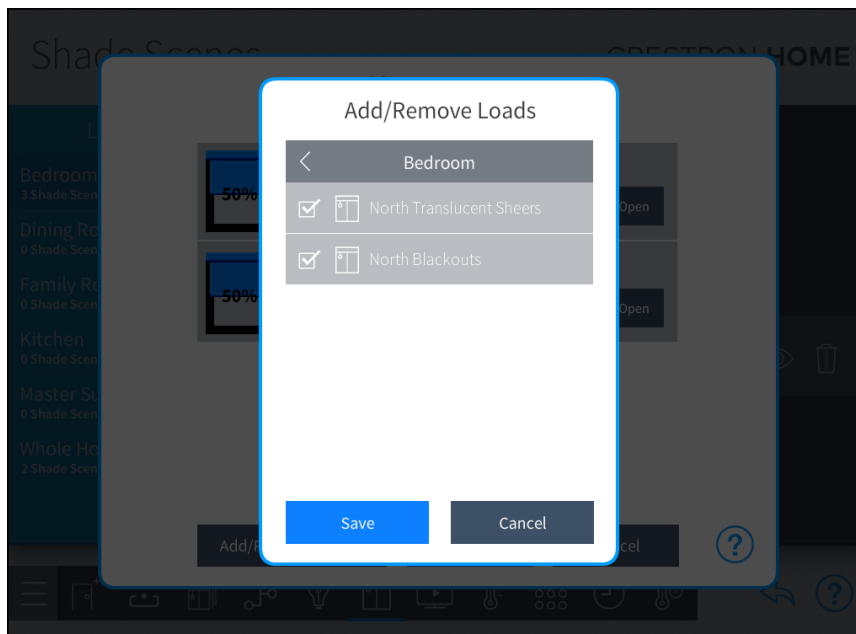 Shade Scenes
CRESTRON HOME
Add/Remove Loads
Bedroom
North Translucent Sheers
North Blackouts
Save
Cancel
Bedroom
3 Shade Scen
Dining Ro
0 Shade Scen
Family Ro
0 Shade Scen
Kitchen
0 Shade Scen
Master Su
0 Shade Scen
Whole Ho
2 Shade Scen
50%
Open
50%
Open
Add/R
cel
?
?